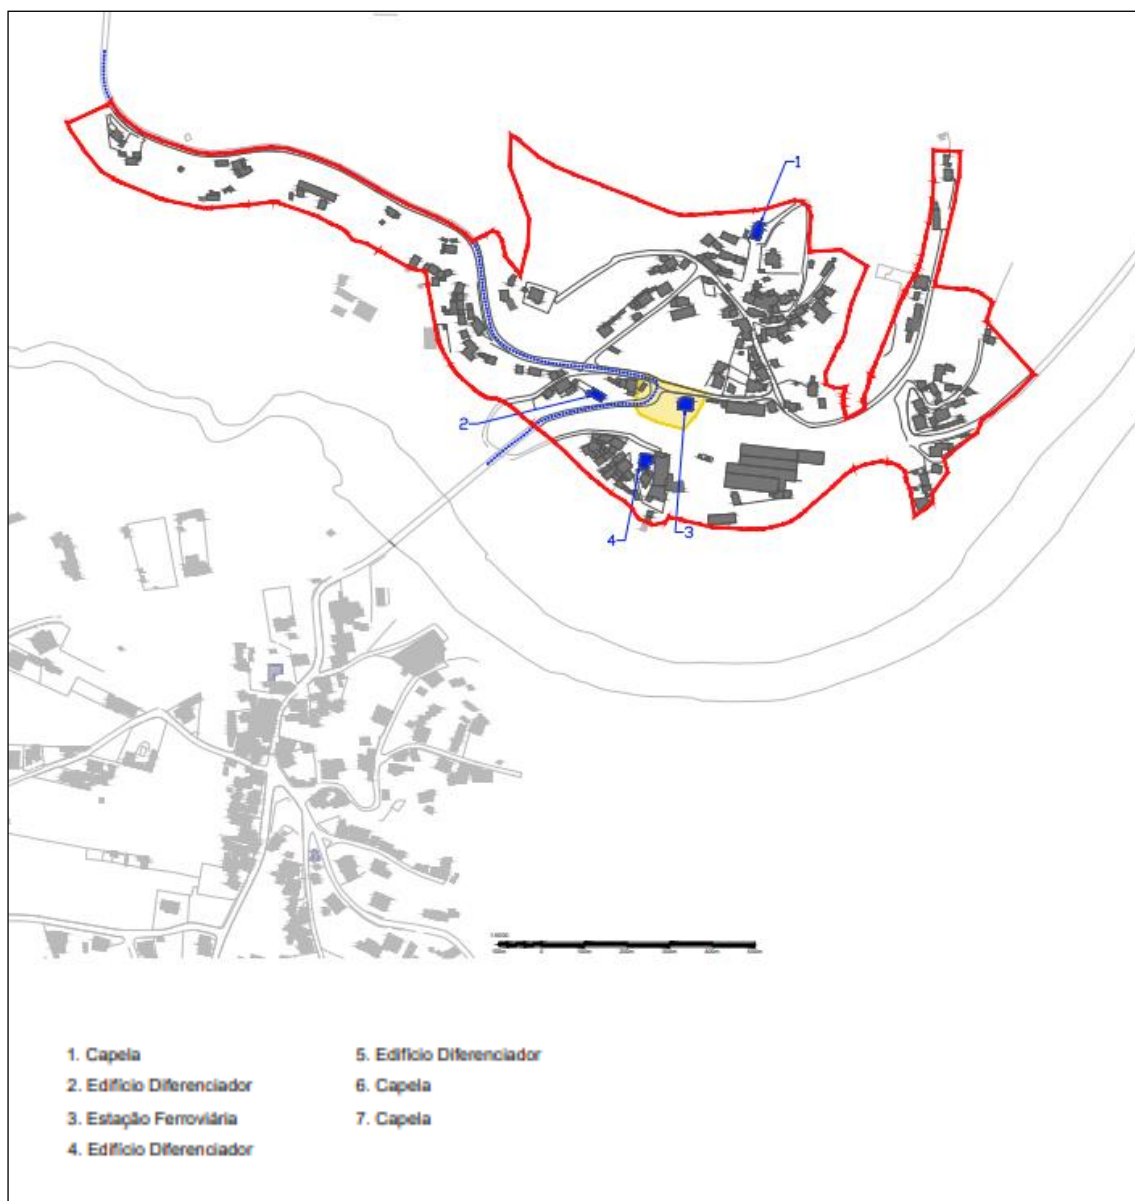 1
2
3
4
1. Capela
2. Edifício Diferenciador
3. Estação Ferroviária
4. Edifício Diferenciador
5. Edifício Diferenciador
6. Capela
7. Capela